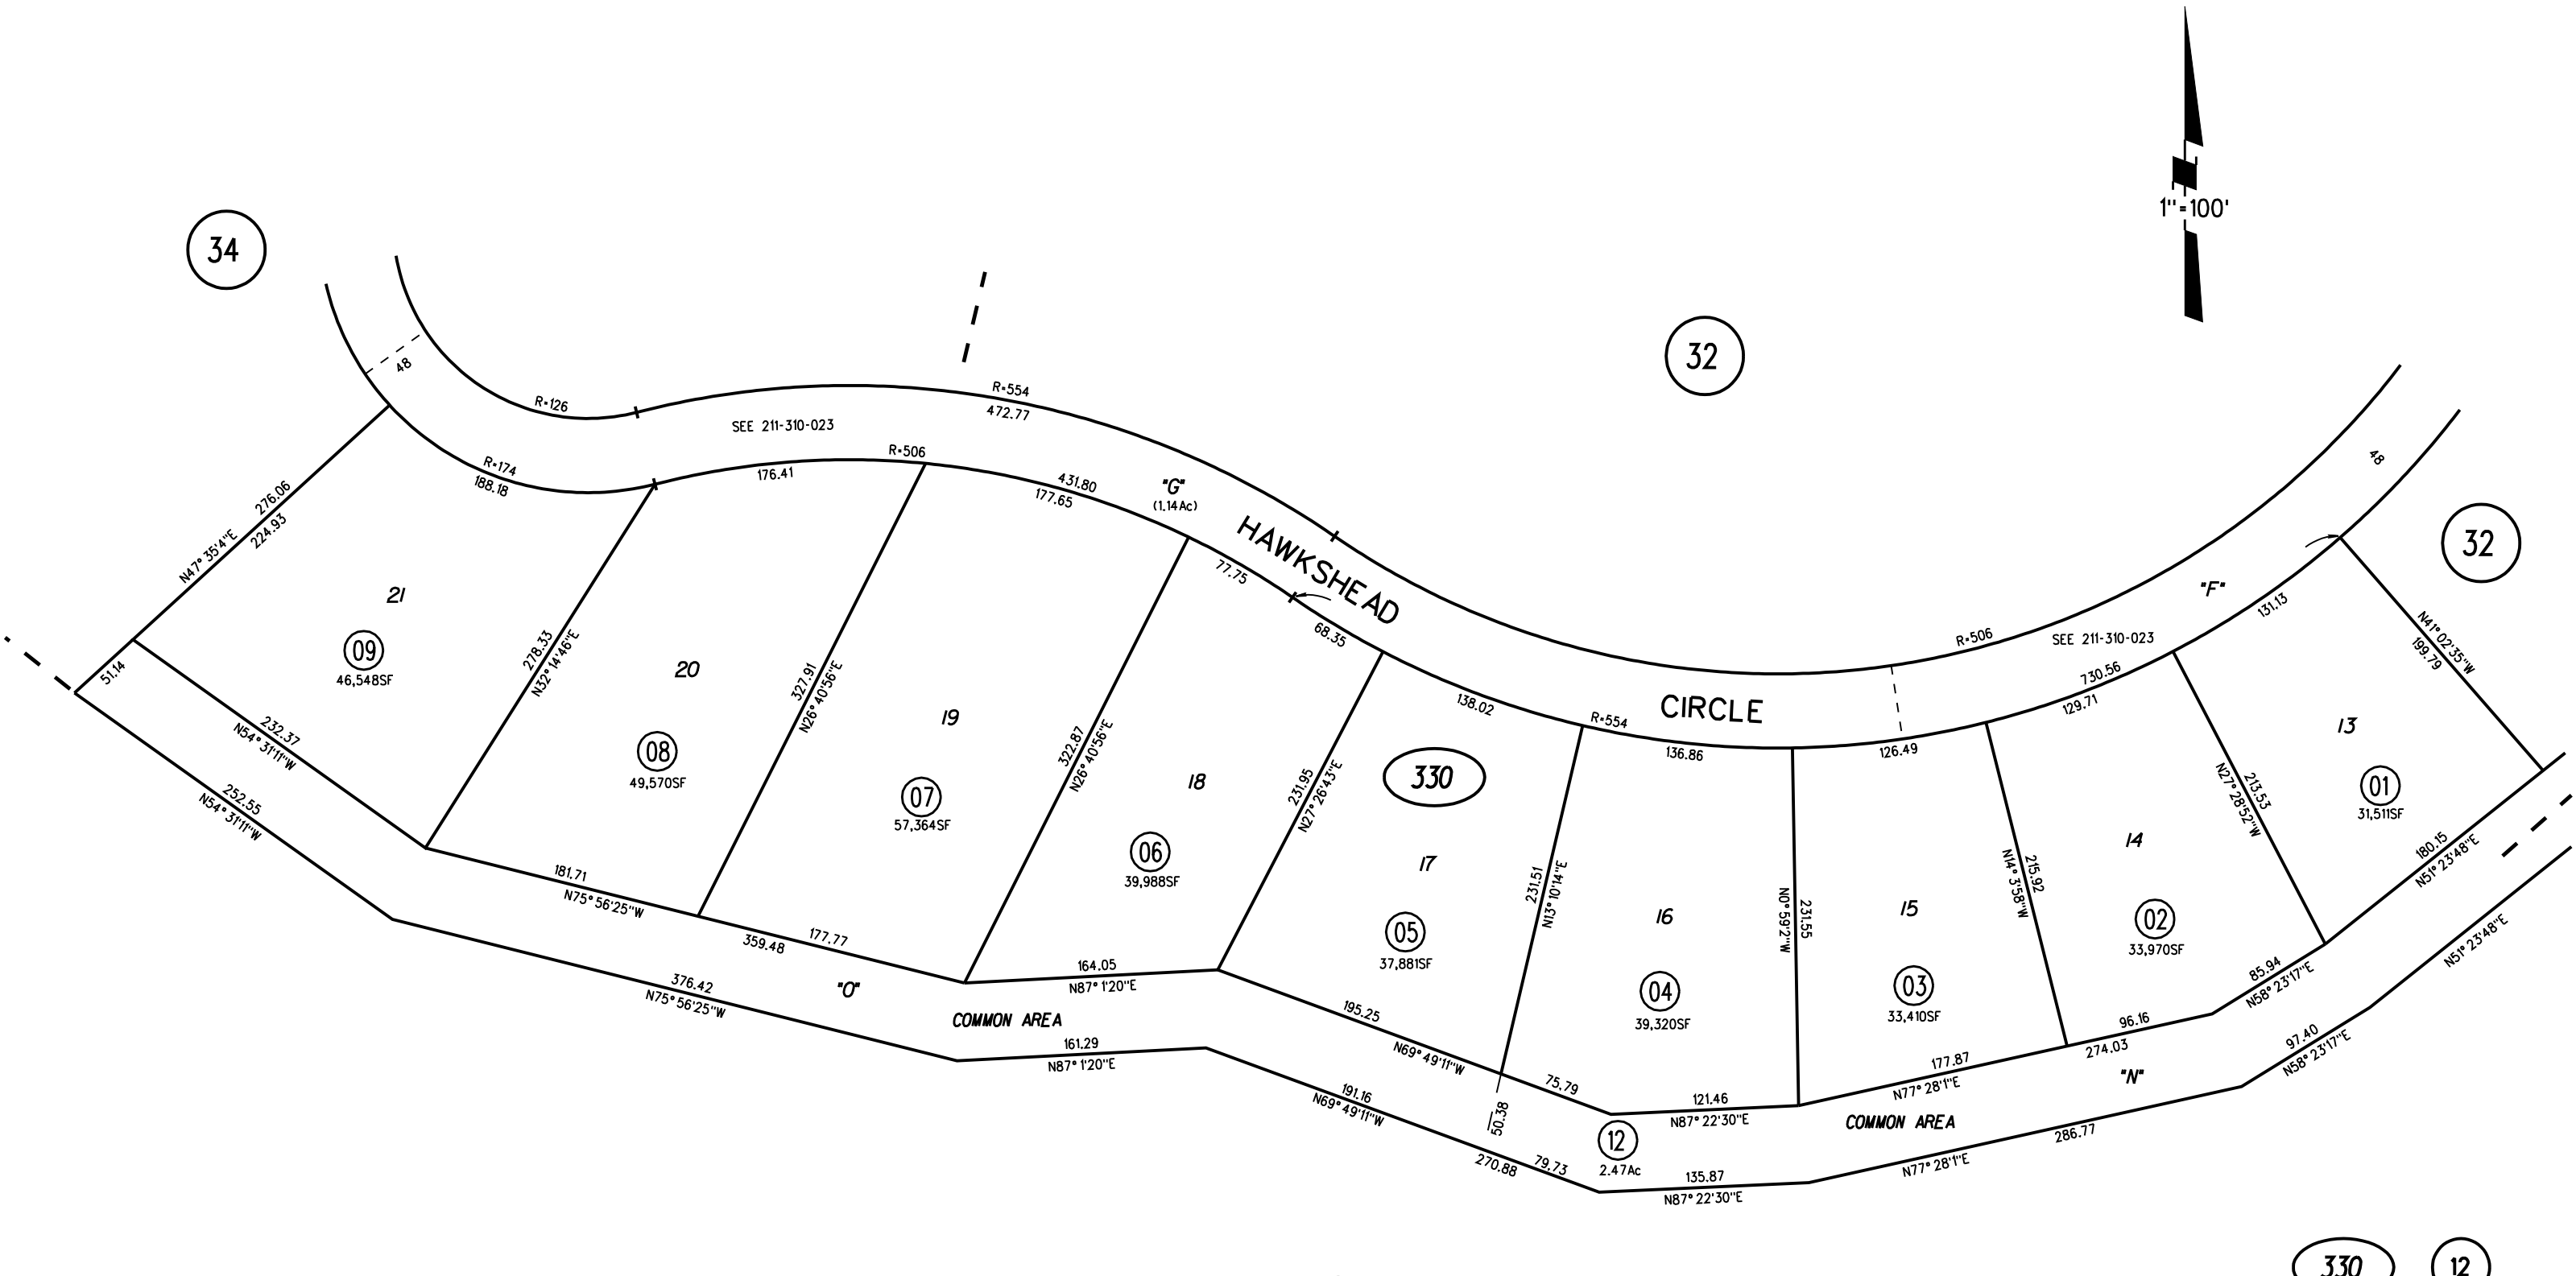 1"=100'
34
32
48
R=126
R=554
472.77
SEE 211-310-023
R=506
176.41
431.80
177.65
"G"
(1.14Ac)
HAWKSHEAD
CIRCLE
R=174
188.18
276.06
N47°35'4"E
224.93
51.14
21
09
46,548SF
232.37
N54°31'11"W
252.55
N54°31'11"W
278.33
N32°14'46"E
20
08
49,570SF
181.71
N75°56'25"W
327.91
N26°40'56"E
19
07
57,364SF
177.77
359.48
376.42
N75°56'25"W
"O"
COMMON AREA
322.87
N26°40'56"E
77.75
68.35
18
06
39,988SF
164.05
N87°1'20"E
161.29
N87°1'20"E
231.95
N27°26'43"E
138.02
330
17
05
37,881SF
195.25
N69°49'11"W
191.16
N69°49'11"W
270.88
79.73
50.38
231.51
N13°10'14"E
R=554
136.86
16
04
39,320SF
75.79
121.46
N87°22'30"E
12
2.47Ac
135.87
N87°22'30"E
N0°59'2"W
231.55
126.49
15
03
33,410SF
177.87
N77°28'1"E
COMMON AREA
274.03
"N"
286.77
N77°28'1"E
R=506
SEE 211-310-023
730.56
129.71
"F"
48
32
N14°3'58"W
215.92
14
02
33,970SF
96.16
85.94
N58°23'17"E
97.40
N58°23'17"E
131.13
N27°28'52"W
213.53
13
01
31,511SF
N41°02'35"W
199.79
180.15
N51°23'48"E
N51°23'48"E
330
12